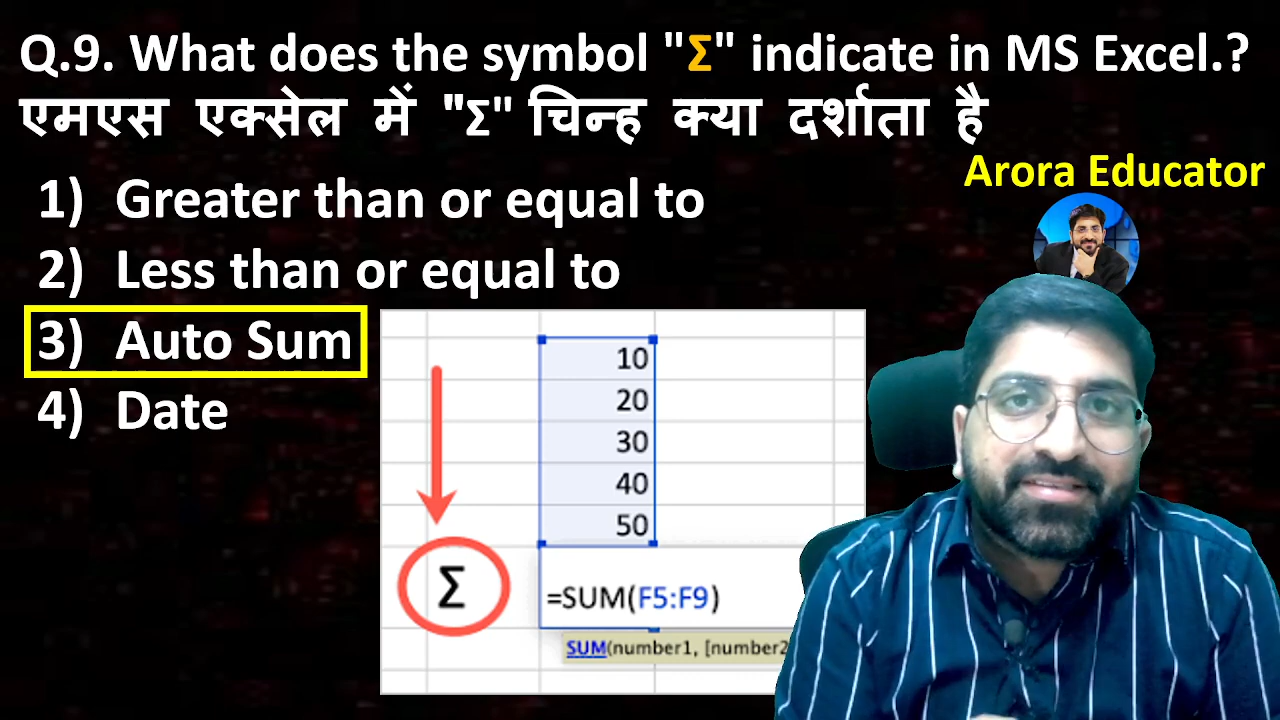 Q.9. What does the symbol "Σ" indicate in MS Excel.?
एमएस एक्सेल में "Σ" चिन्ह क्या दर्शाता है
Arora Educator
1) Greater than or equal to
2) Less than or equal to
3) Auto Sum
4) Date
10
20
30
40
50
Σ
=SUM(F5:F9)
SUM(number1, [number2